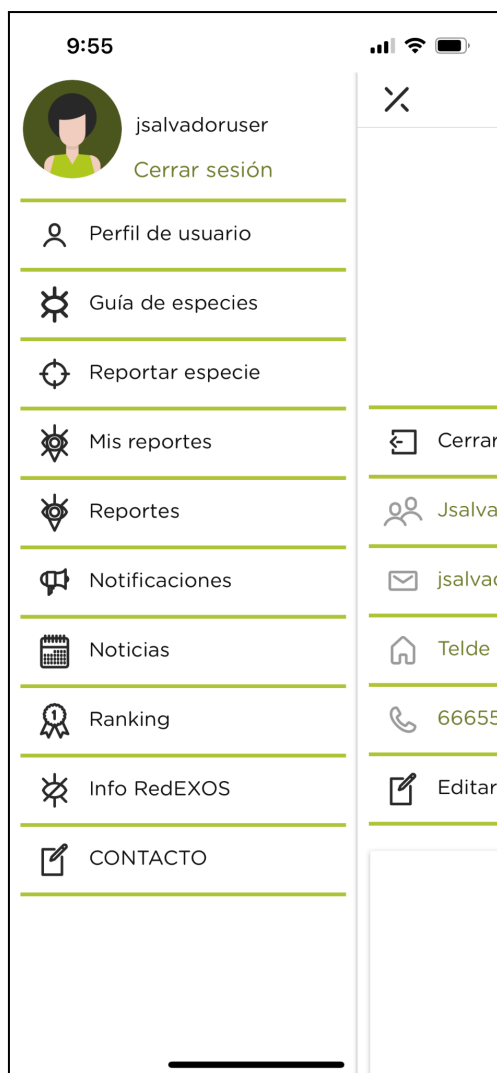 9:55
jsalvadoruser
Cerrar sesión
Perfil de usuario
Guía de especies
Reportar especie
Mis reportes
Reportes
Notificaciones
Noticias
Ranking
Info RedEXOS
CONTACTO
Cerrar
Jsalva
jsalvad
Telde
66655
Editar